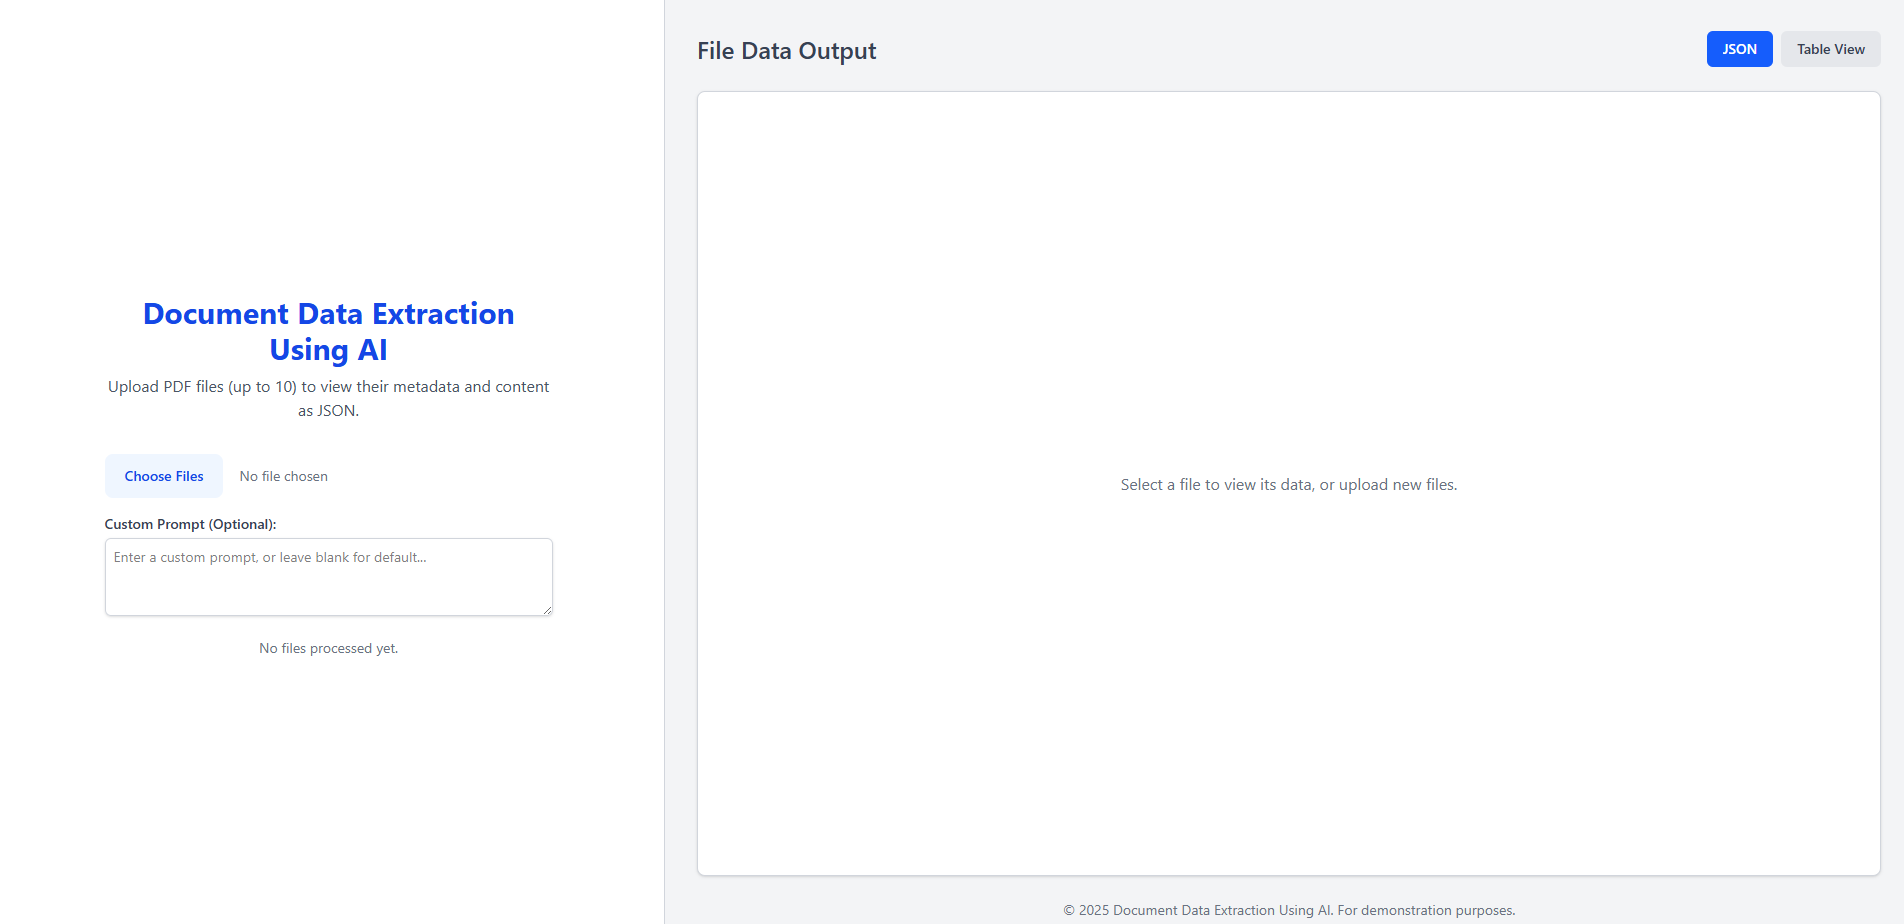 Document Data Extraction
Using AI
Upload PDF files (up to 10) to view their metadata and content
as JSON.
Choose Files No file chosen
Custom Prompt (Optional):
Enter a custom prompt, or leave blank for default...
No files processed yet.
File Data Output
JSON Table View
Select a file to view its data, or upload new files.
© 2025 Document Data Extraction Using AI. For demonstration purposes.